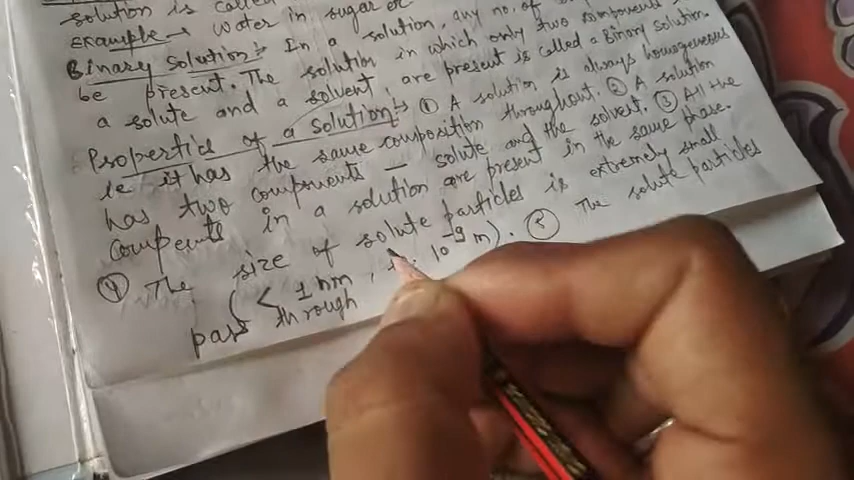 solution is called
Example → Water in sugar or
Binary Solution :- In a solution, any no. of
be present. The solution in which only two components
a solute and a solvent, are present is called a Binary solution.
Properties of a solution :- ① A solution is always homogeneous
ie it has the same composition throughout. ② A solution
has two components — solute and the solvent. ③ All the
compenents in a solution are present in the same phase.
④ The size of solute particles is extremely small
( < 1 nm, 10⁻⁹ m). ⑤ The solute particles
pass through